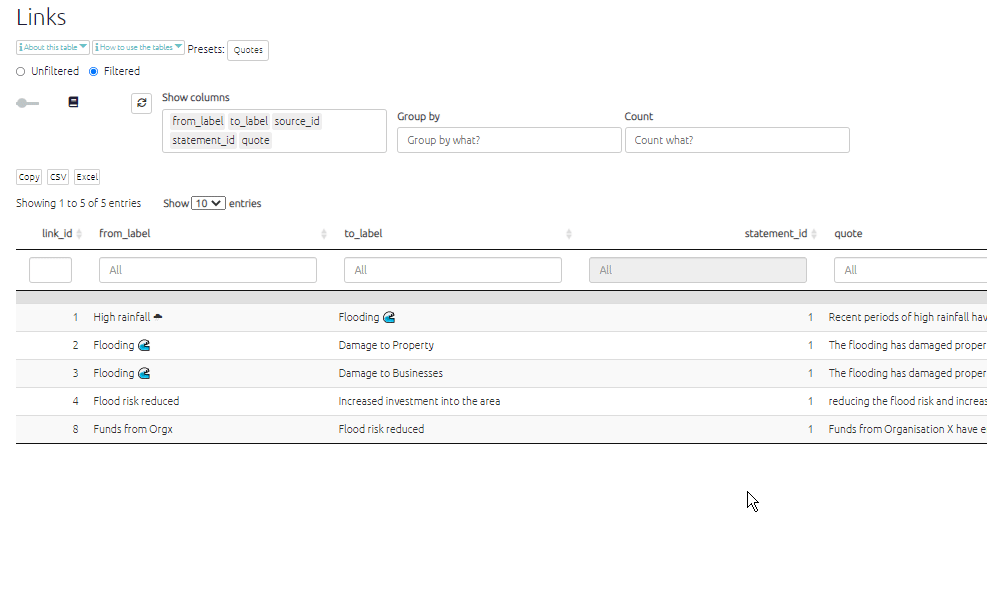 Links
About this table How to use the tables Presets: Quotes
Unfiltered Filtered
Show columns
from_label to_label source_id
statement_id quote
Group by
Group by what?
Count
Count what?
Copy CSV Excel
Showing 1 to 5 of 5 entries Show 10 entries
link_id from_label to_label statement_id quote
All All All All
1 High rainfall 🌧 Flooding 🌊 1 Recent periods of high rainfall hav
2 Flooding 🌊 Damage to Property 1 The flooding has damaged proper
3 Flooding 🌊 Damage to Businesses 1 The flooding has damaged proper
4 Flood risk reduced Increased investment into the area 1 reducing the flood risk and increas
8 Funds from Orgx Flood risk reduced 1 Funds from Organisation X have e